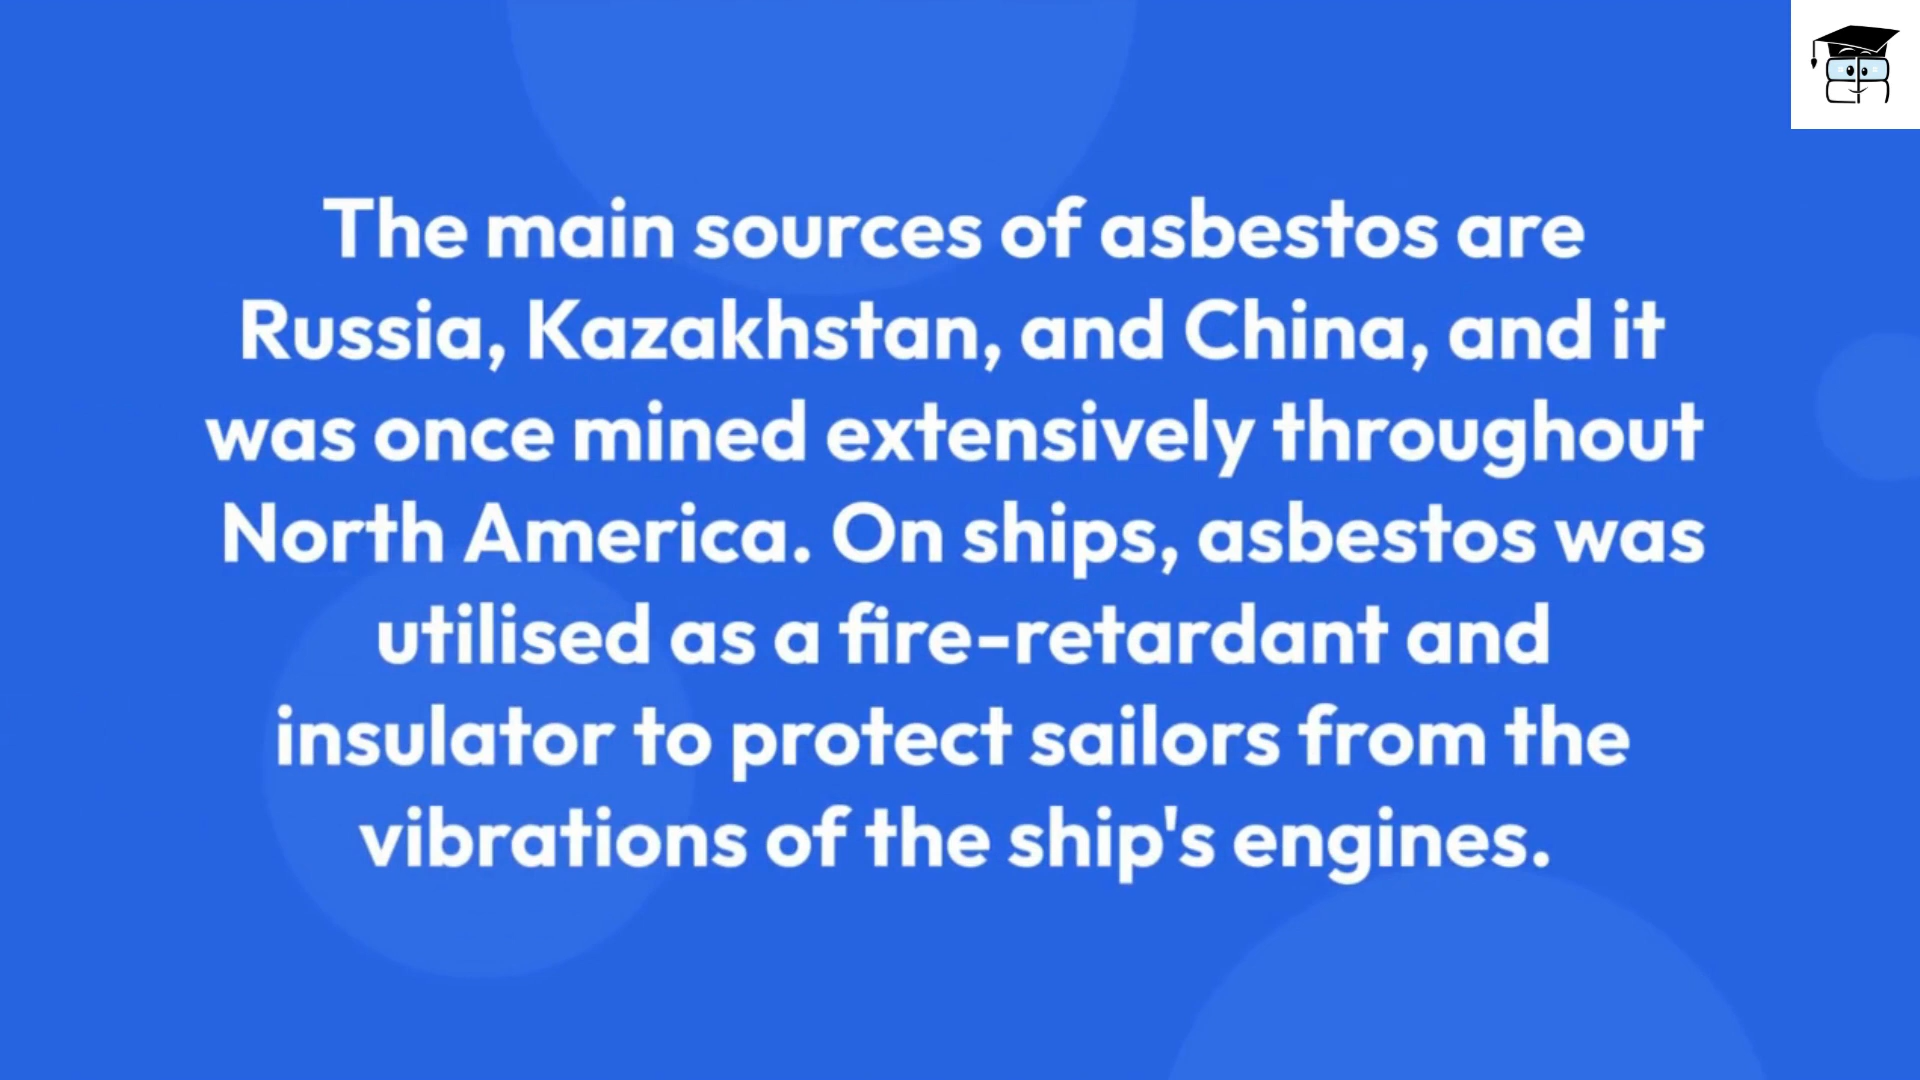 The main sources of asbestos are
Russia, Kazakhstan, and China, and it
was once mined extensively throughout
North America. On ships, asbestos was
utilised as a fire-retardant and
insulator to protect sailors from the
vibrations of the ship's engines.